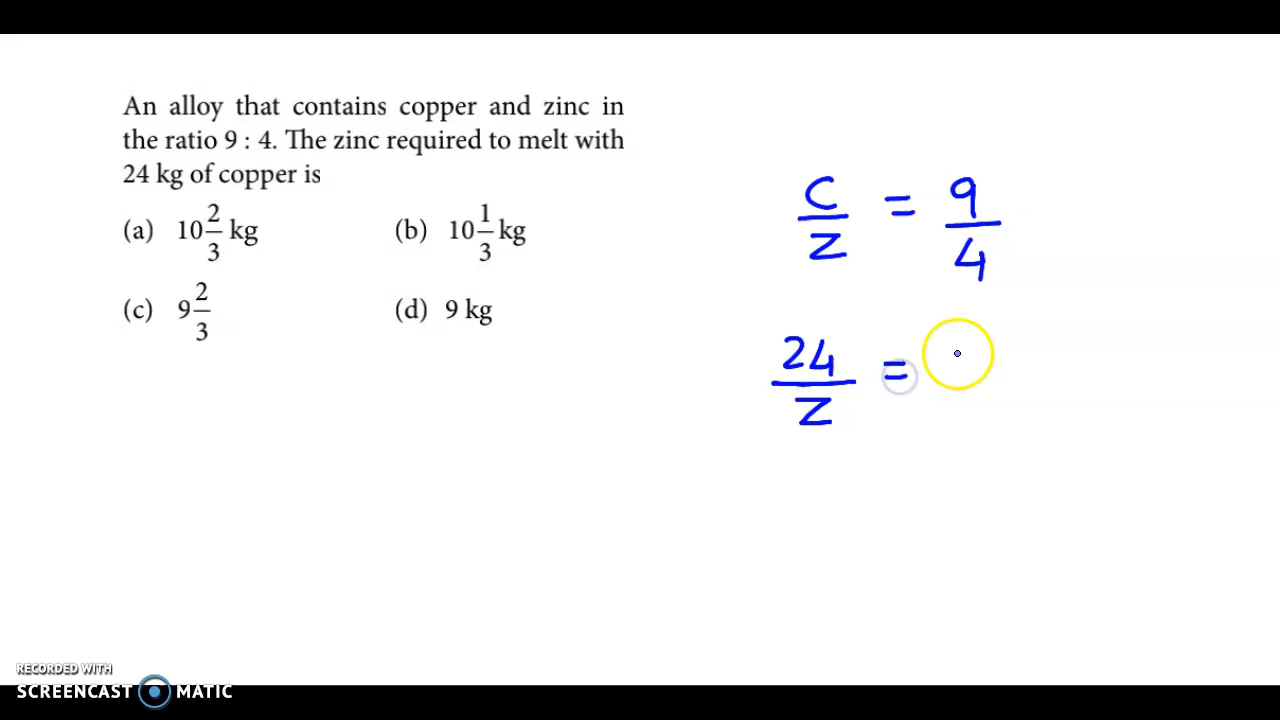 An alloy that contains copper and zinc in
the ratio 9 : 4. The zinc required to melt with
24 kg of copper is
(a) 10 2/3 kg (b) 10 1/3 kg
(c) 9 2/3 (d) 9 kg
C/Z = 9/4
24/Z =
RECORDED WITH
SCREENCAST MATIC